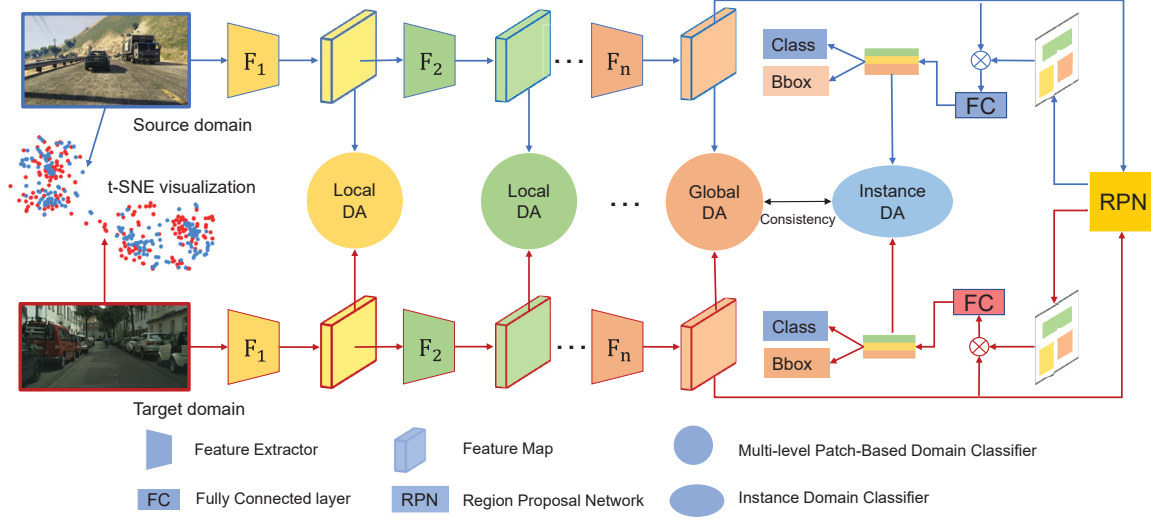 F1
F2
...
Fn
Class
Bbox
FC
Source domain
t-SNE visualization
Local
DA
Local
DA
...
Global
DA
Consistency
Instance
DA
RPN
F1
F2
...
Fn
Class
Bbox
FC
Target domain
Feature Extractor
Feature Map
Multi-level Patch-Based Domain Classifier
FC
Fully Connected layer
RPN
Region Proposal Network
Instance Domain Classifier